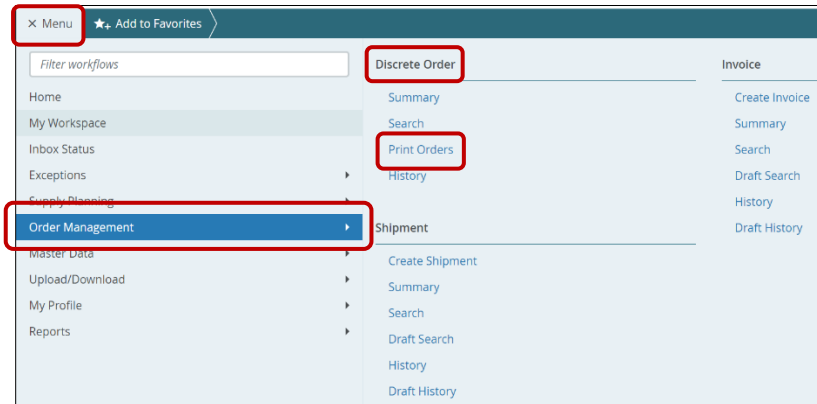 × Menu ★+ Add to Favorites
Filter workflows
Home
My Workspace
Inbox Status
Exceptions
Supply Planning
Order Management
Master Data
Upload/Download
My Profile
Reports
Discrete Order
Summary
Search
Print Orders
History
Shipment
Create Shipment
Summary
Search
Draft Search
History
Draft History
Invoice
Create Invoice
Summary
Search
Draft Search
History
Draft History